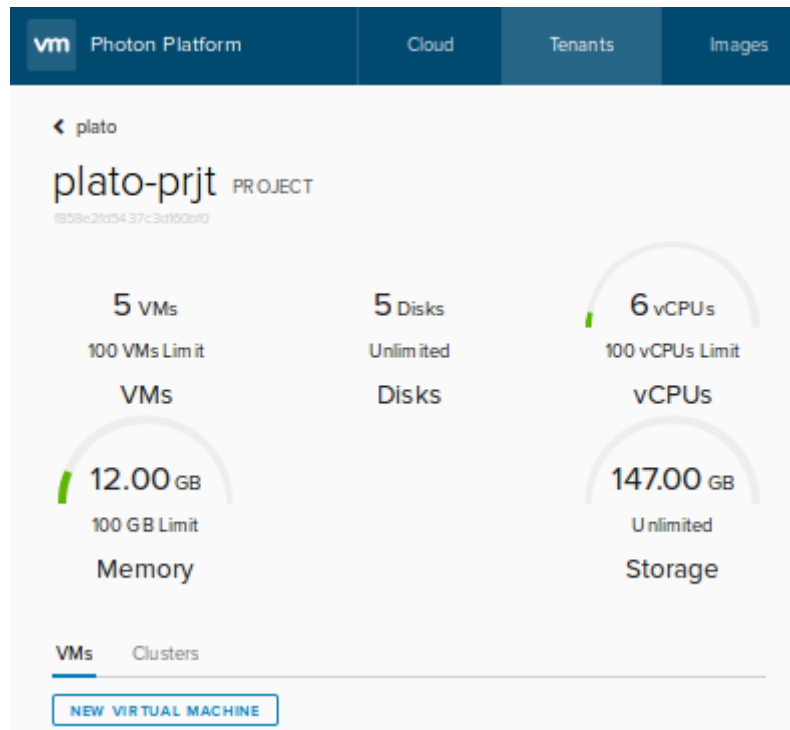 vm Photon Platform Cloud Tenants Images
plato
plato-prjt PROJECT
5 VMs 5 Disks 6 vCPUs
100 VMs Limit Unlimited 100 vCPUs Limit
VMs Disks vCPUs
12.00 GB 147.00 GB
100 GB Limit Unlimited
Memory Storage
VMs Clusters
NEW VIRTUAL MACHINE